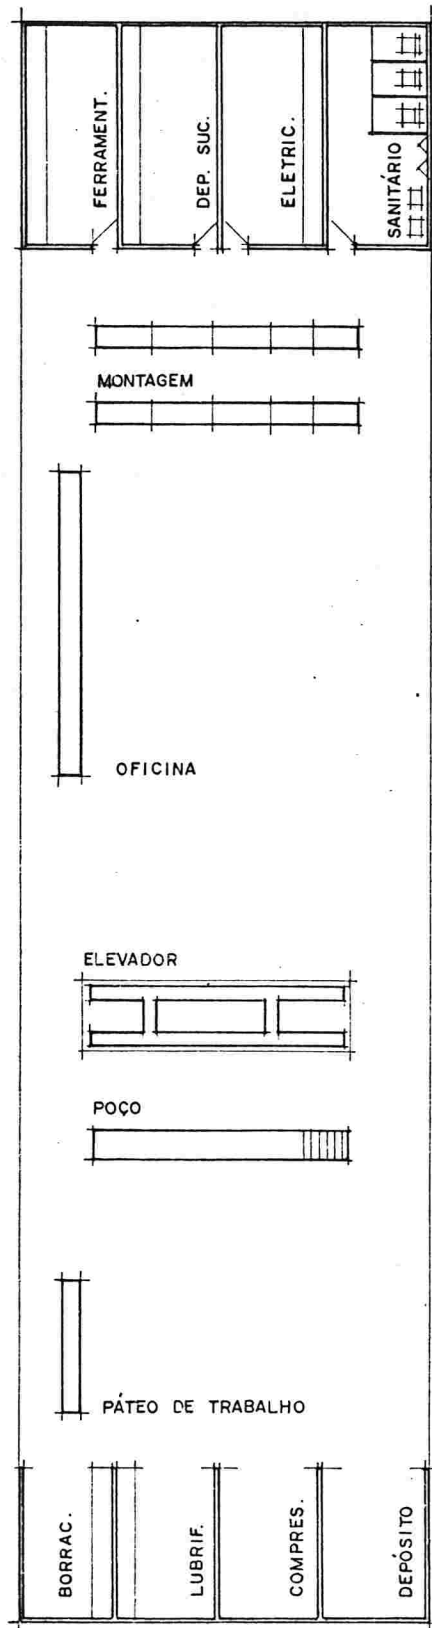 FERRAMENT.
DEP. SUC.
ELETRIC.
SANITÁRIO
MONTAGEM
OFICINA
ELEVADOR
POÇO
PÁTEO DE TRABALHO
BORRAC.
LUBRIF.
COMPRES.
DEPÓSITO